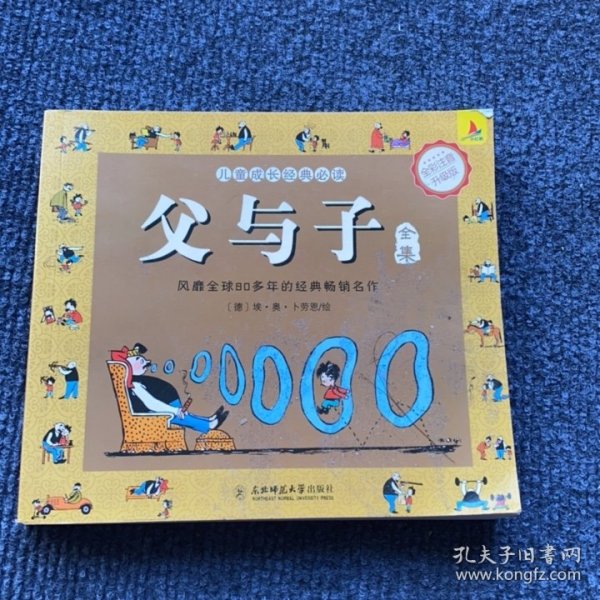 儿童成长经典必读
全彩注音
升级版
父与子
全集
风靡全球80多年的经典畅销名作
〔德〕埃·奥·卜劳恩/绘
东北师范大学出版社
NORTHEAST NORMAL UNIVERSITY PRESS
孔夫子旧书网
www.kongfz.com